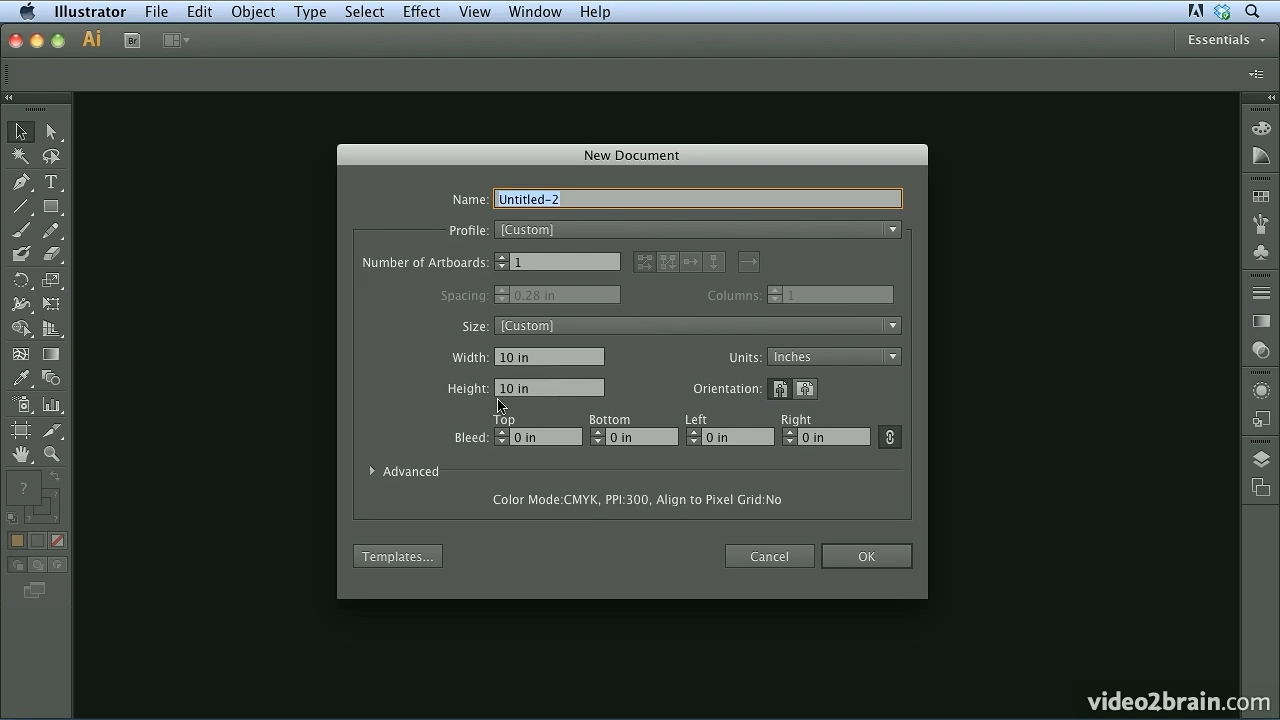 Illustrator File Edit Object Type Select Effect View Window Help
Ai Br Essentials
New Document
Name: Untitled-2
Profile: [Custom]
Number of Artboards: 1
Spacing: 0.28 in Columns: 1
Size: [Custom]
Width: 10 in Units: Inches
Height: 10 in Orientation:
Top Bottom Left Right
Bleed: 0 in 0 in 0 in 0 in
Advanced
Color Mode:CMYK, PPI:300, Align to Pixel Grid:No
Templates... Cancel OK
video2brain.com